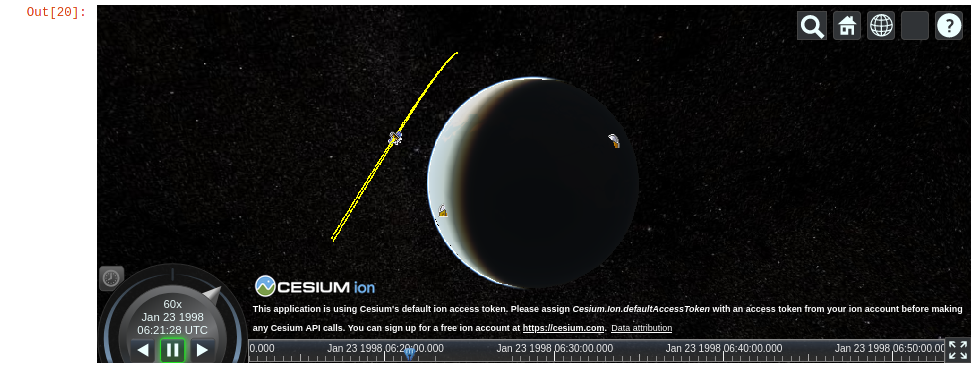 Out[20]:
CESIUM ion
This application is using Cesium's default ion access token. Please assign Cesium.Ion.defaultAccessToken with an access token from your ion account before making
any Cesium API calls. You can sign up for a free ion account at https://cesium.com. Data attribution
60x
Jan 23 1998
06:21:28 UTC
0.000 Jan 23 1998 06:20:00.000 Jan 23 1998 06:30:00.000 Jan 23 1998 06:40:00.000 Jan 23 1998 06:50:00.0